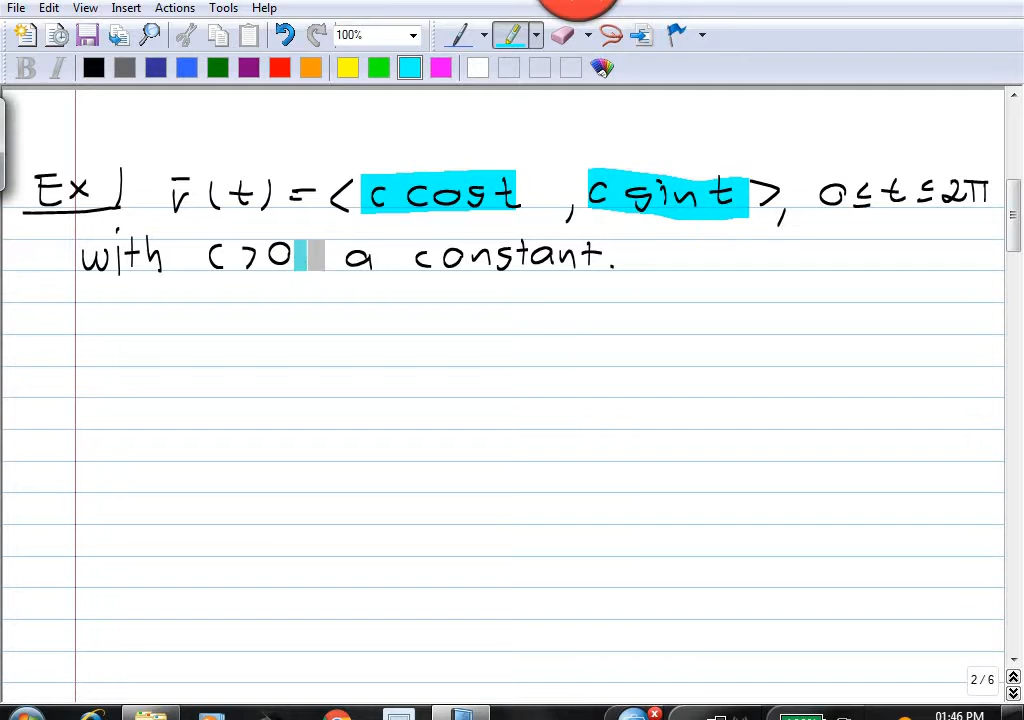 File Edit View Insert Actions Tools Help
100%
B I
Ex 1 r̄(t) = < c cos t , c sin t >, 0 ≤ t ≤ 2π
with c > 0 a constant.
2 / 6
01:46 PM